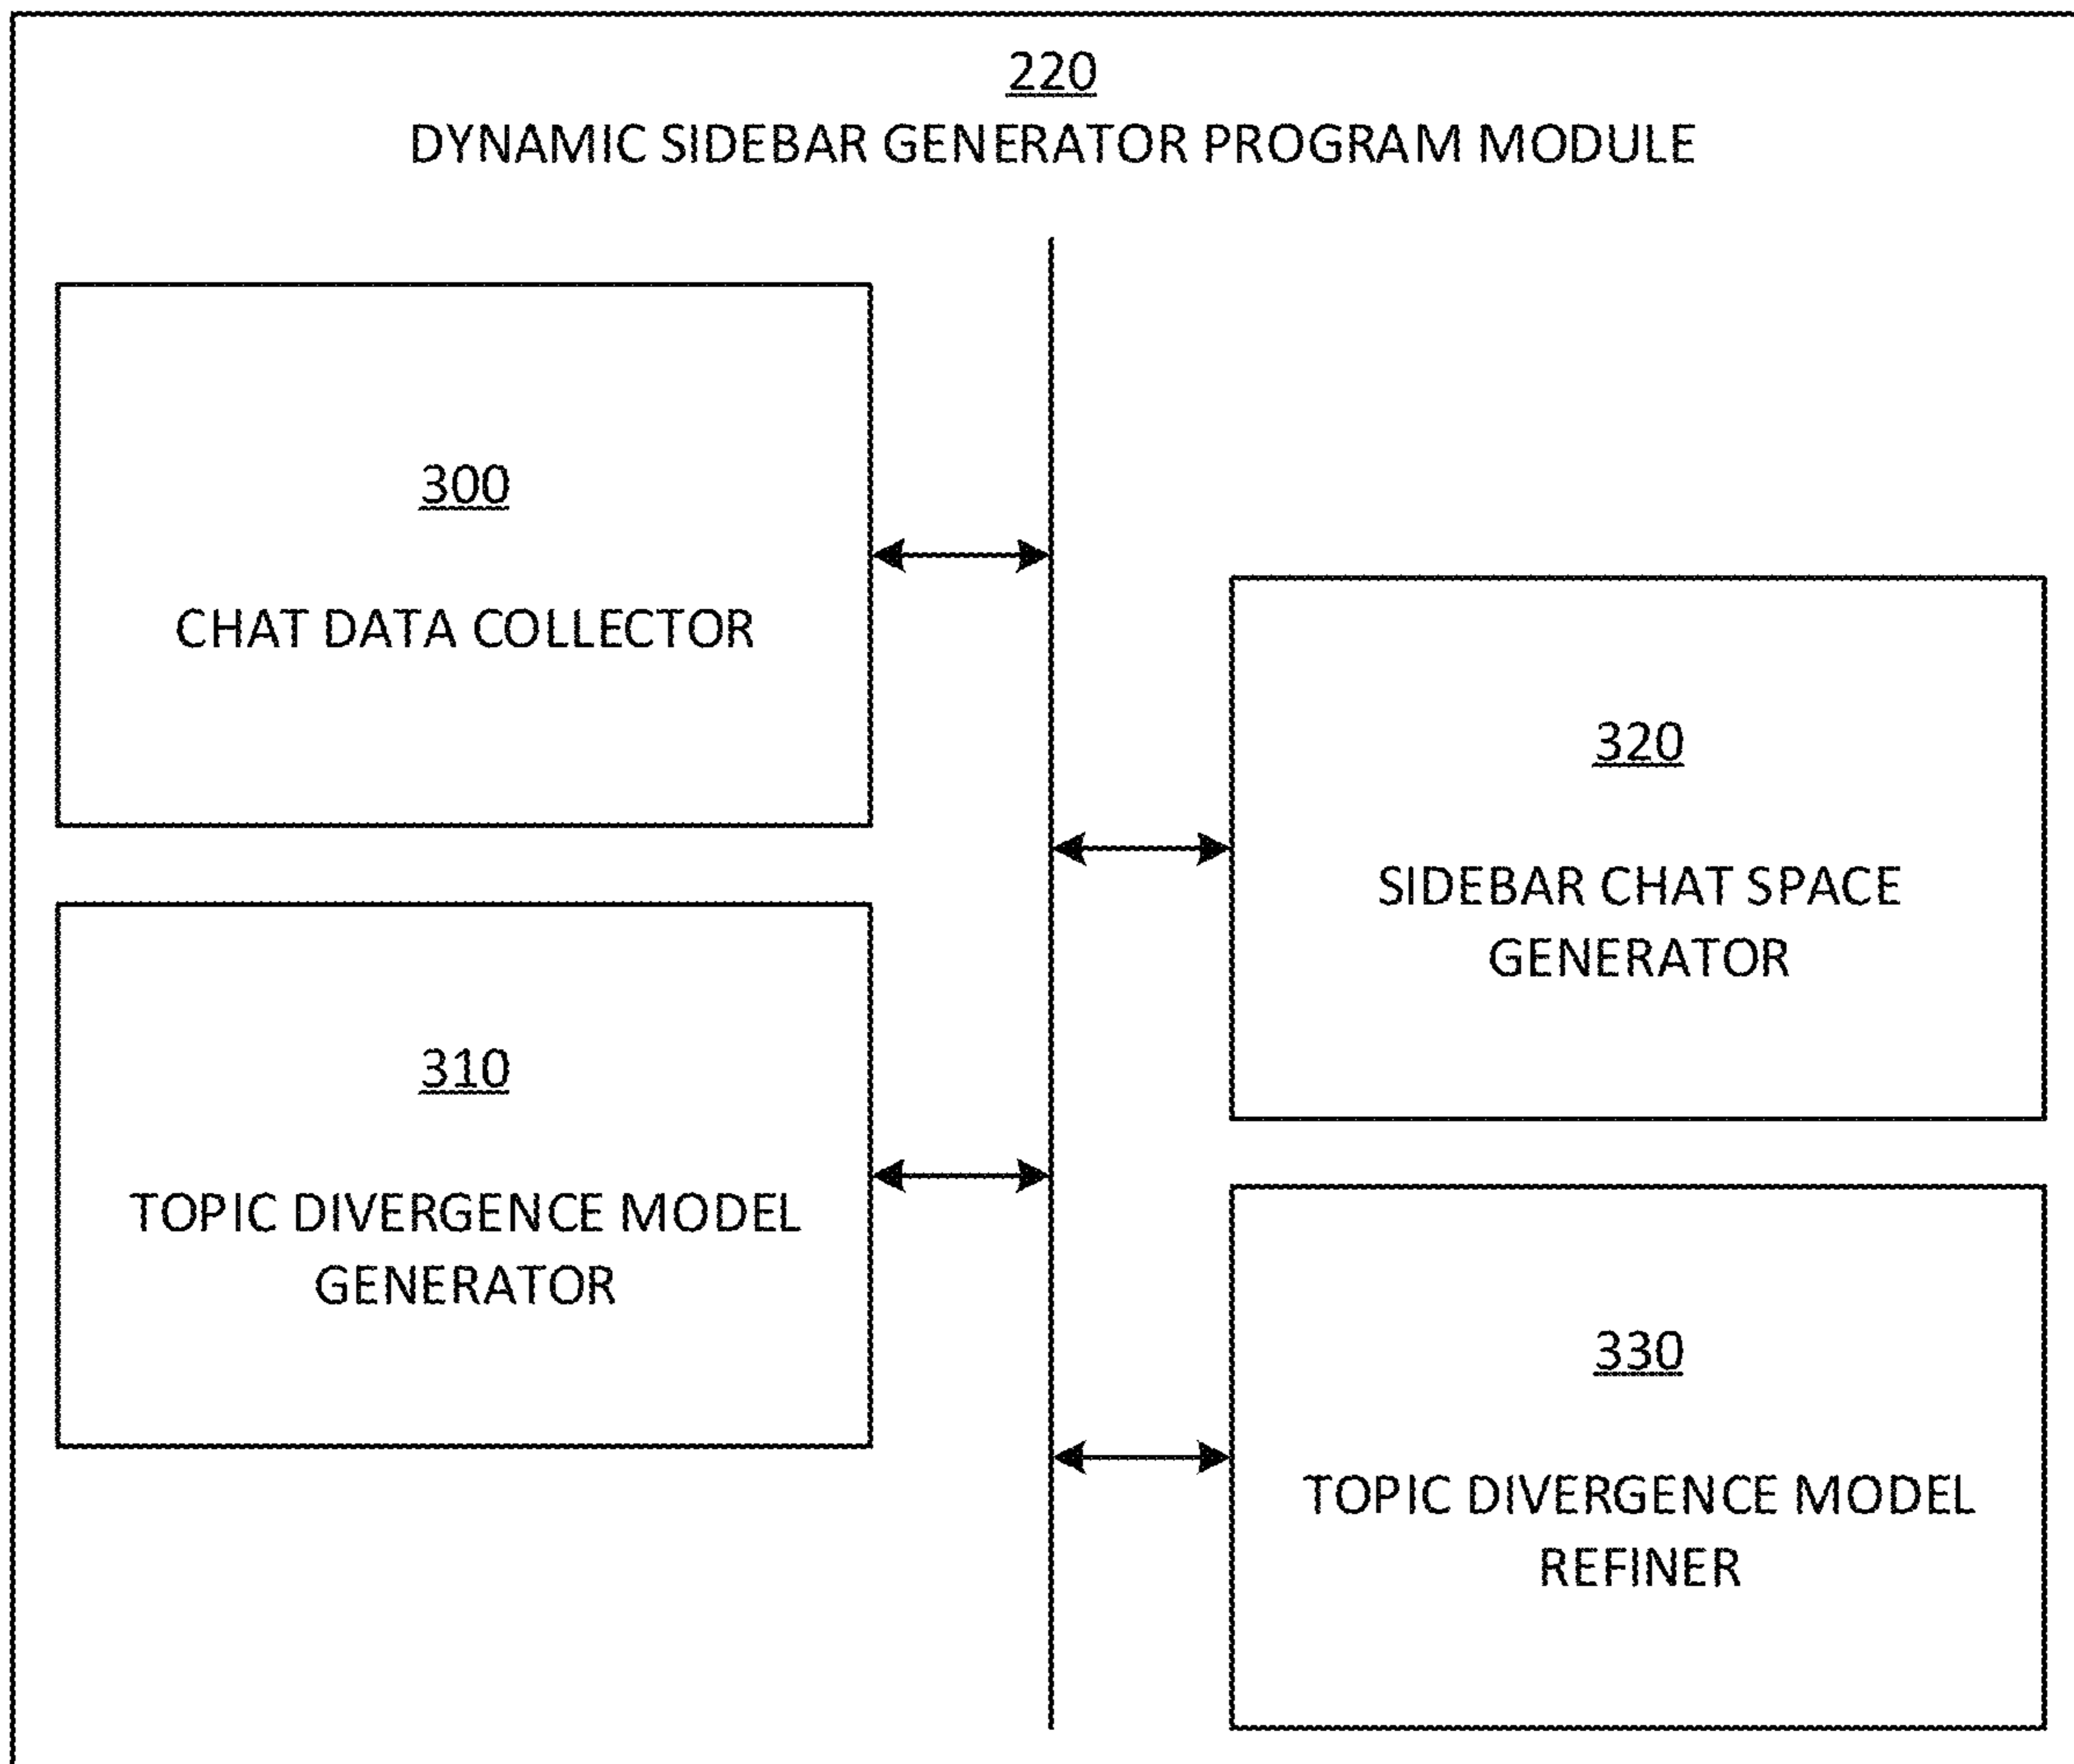 220
DYNAMIC SIDEBAR GENERATOR PROGRAM MODULE
300
CHAT DATA COLLECTOR
320
SIDEBAR CHAT SPACE
GENERATOR
310
TOPIC DIVERGENCE MODEL
GENERATOR
330
TOPIC DIVERGENCE MODEL
REFINER